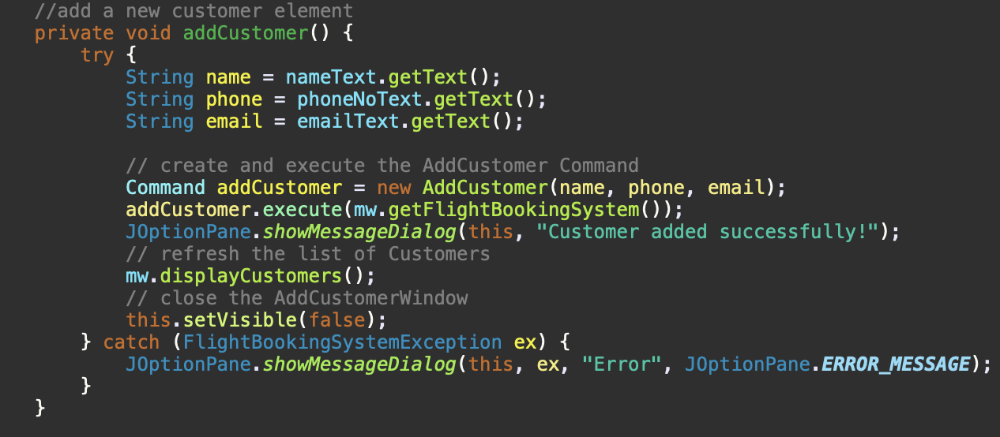 //add a new customer element
private void addCustomer() {
    try {
        String name = nameText.getText();
        String phone = phoneNoText.getText();
        String email = emailText.getText();

        // create and execute the AddCustomer Command
        Command addCustomer = new AddCustomer(name, phone, email);
        addCustomer.execute(mw.getFlightBookingSystem());
        JOptionPane.showMessageDialog(this, "Customer added successfully!");
        // refresh the list of Customers
        mw.displayCustomers();
        // close the AddCustomerWindow
        this.setVisible(false);
    } catch (FlightBookingSystemException ex) {
        JOptionPane.showMessageDialog(this, ex, "Error", JOptionPane.ERROR_MESSAGE);
    }
}